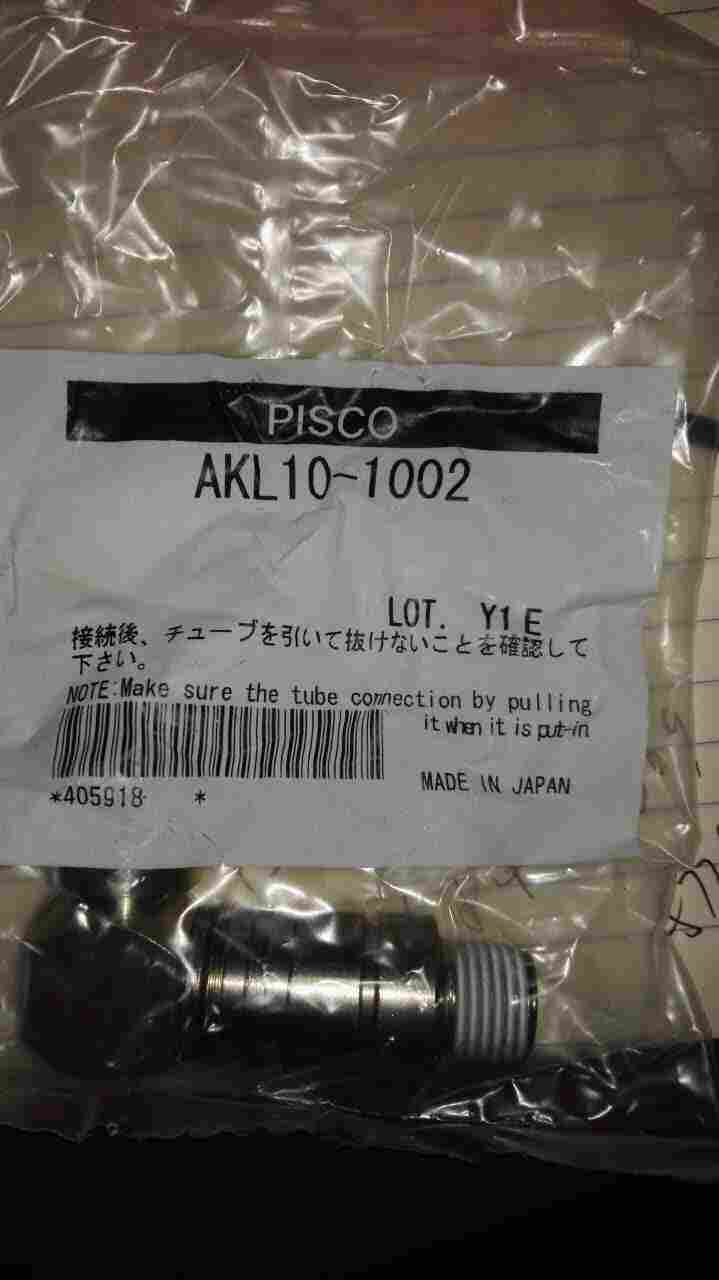 PISCO
AKL10-1002
LOT. Y1E
接続後、チューブを引いて抜けないことを確認して
下さい。
NOTE:Make sure the tube connection by pulling
it when it is put-in
*405918 *
MADE IN JAPAN